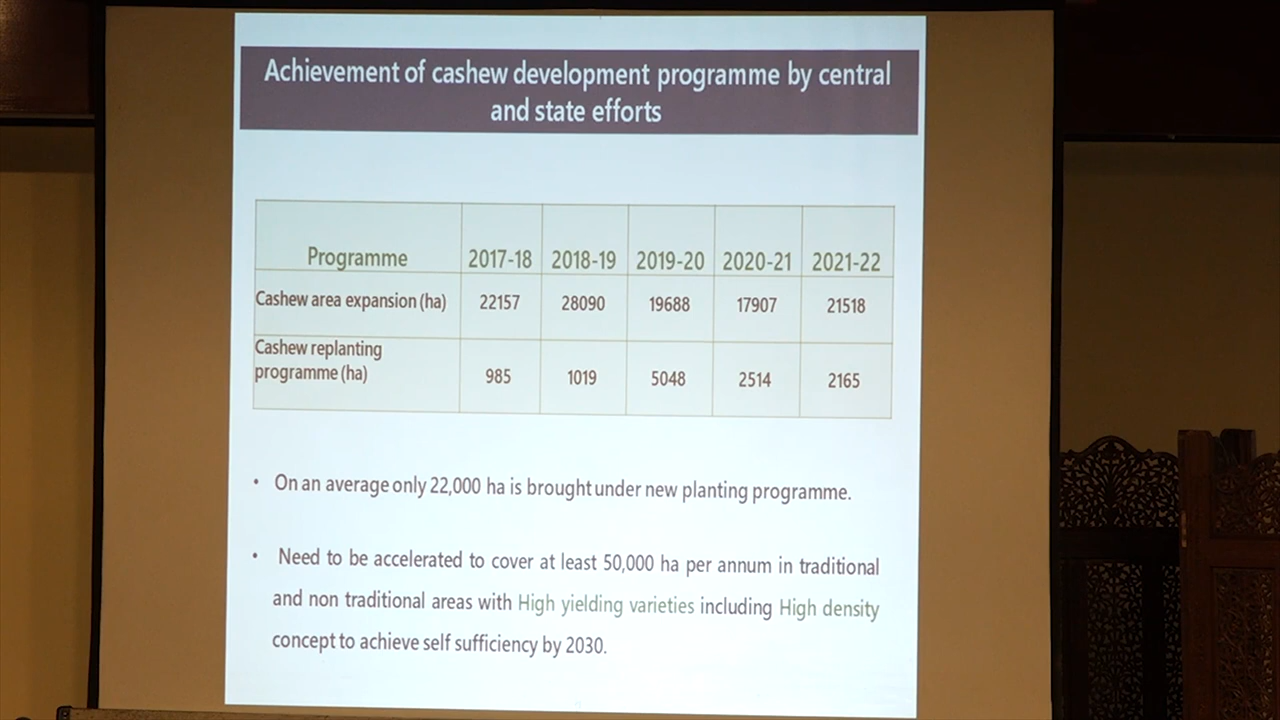 Achievement of cashew development programme by central
and state efforts
Programme 2017-18 2018-19 2019-20 2020-21 2021-22
Cashew area expansion (ha) 22157 28090 19688 17907 21518
Cashew replanting
programme (ha) 985 1019 5048 2514 2165
• On an average only 22,000 ha is brought under new planting programme.
• Need to be accelerated to cover at least 50,000 ha per annum in traditional
and non traditional areas with High yielding varieties including High density
concept to achieve self sufficiency by 2030.